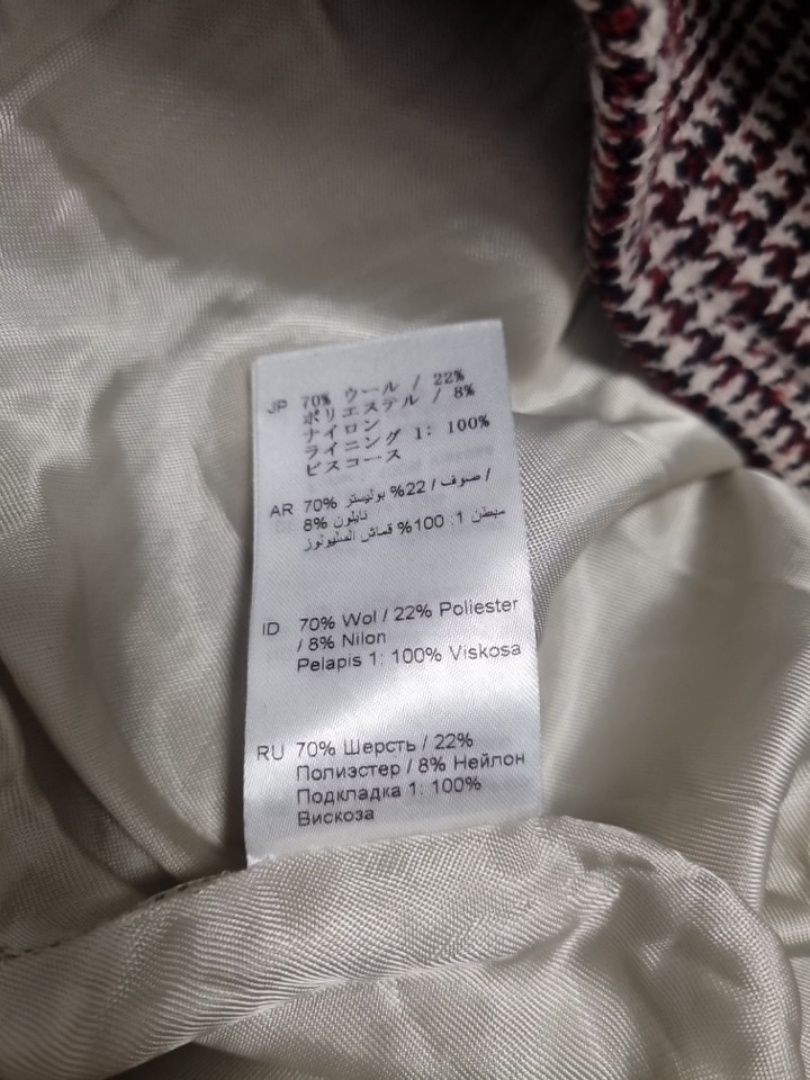 JP 70% ウール / 22%
ポリエステル / 8%
ナイロン
ライニング 1: 100%
ビスコース
AR 70% صوف / 22% بوليستر /
8% نايلون
مبطن 1: 100% قماش السليولوز
ID 70% Wol / 22% Poliester
/ 8% Nilon
Pelapis 1: 100% Viskosa
RU 70% Шерсть / 22%
Полиэстер / 8% Нейлон
Подкладка 1: 100%
Вискоза